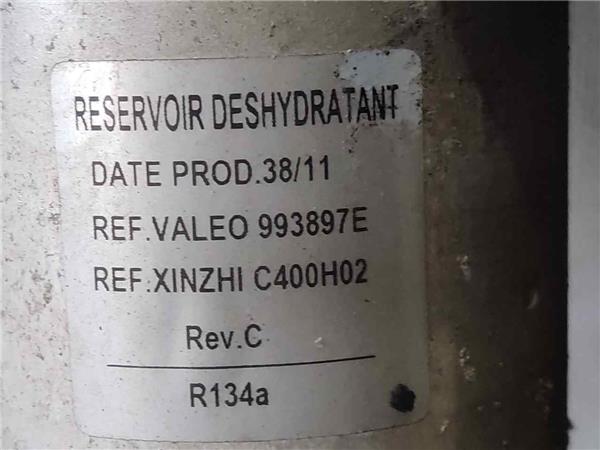 RESERVOIR DESHYDRATANT
DATE PROD.38/11
REF.VALEO 993897E
REF.XINZHI C400H02
Rev.C
R134a